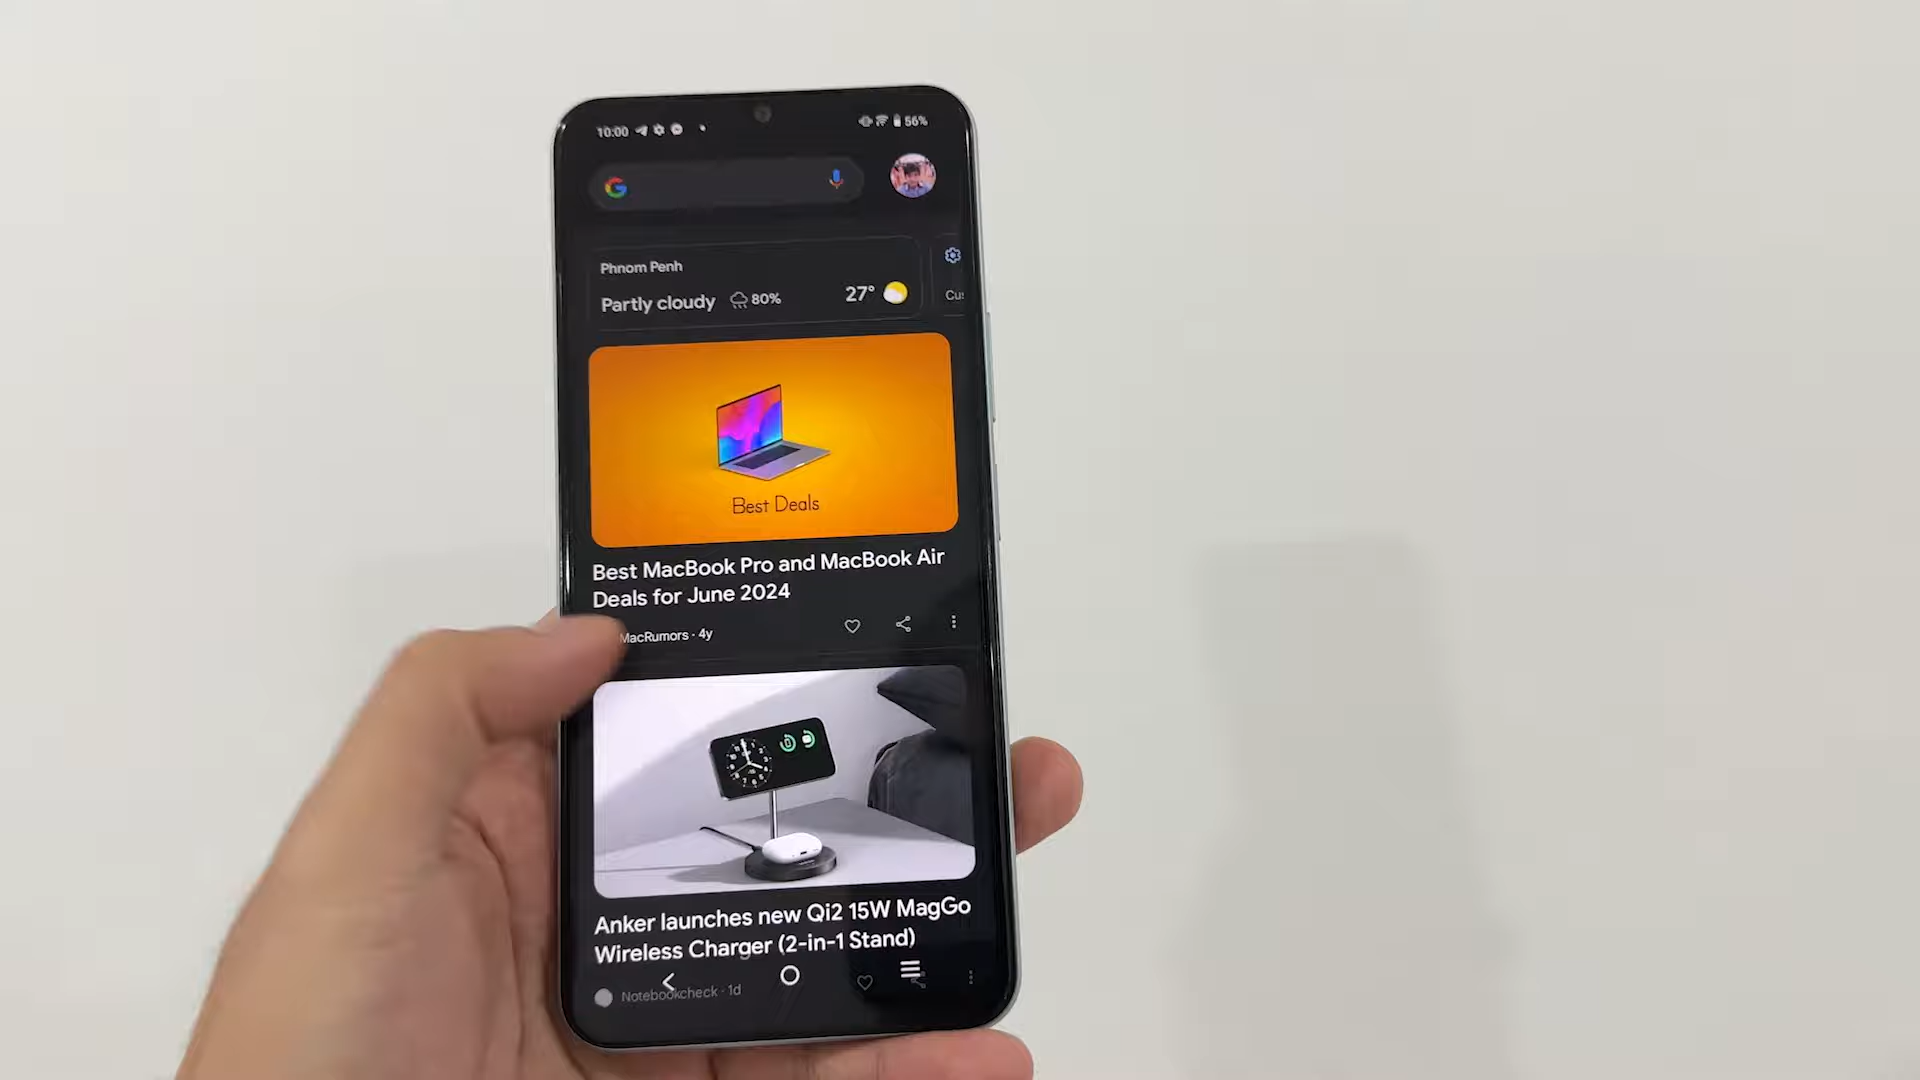 10:00
56%
Phnom Penh
Partly cloudy 80% 27°
Best Deals
Best MacBook Pro and MacBook Air
Deals for June 2024
MacRumors · 4y
Anker launches new Qi2 15W MagGo
Wireless Charger (2-in-1 Stand)
Notebookcheck · 1d